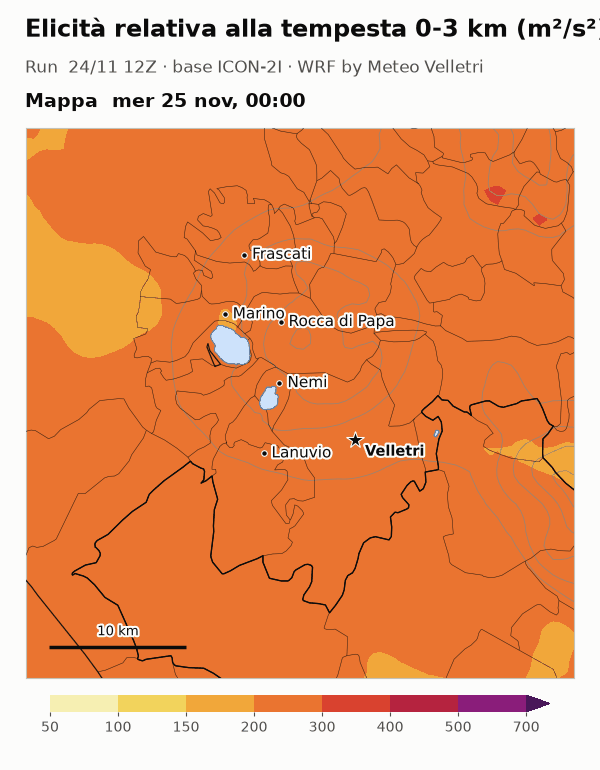 Elicità relativa alla tempesta 0-3 km (m²/s²)
Run 24/11 12Z · base ICON-2I · WRF by Meteo Velletri
Mappa mer 25 nov, 00:00
Frascati
Marino
Rocca di Papa
Nemi
Velletri
Lanuvio
10 km
50 100 150 200 300 400 500 700